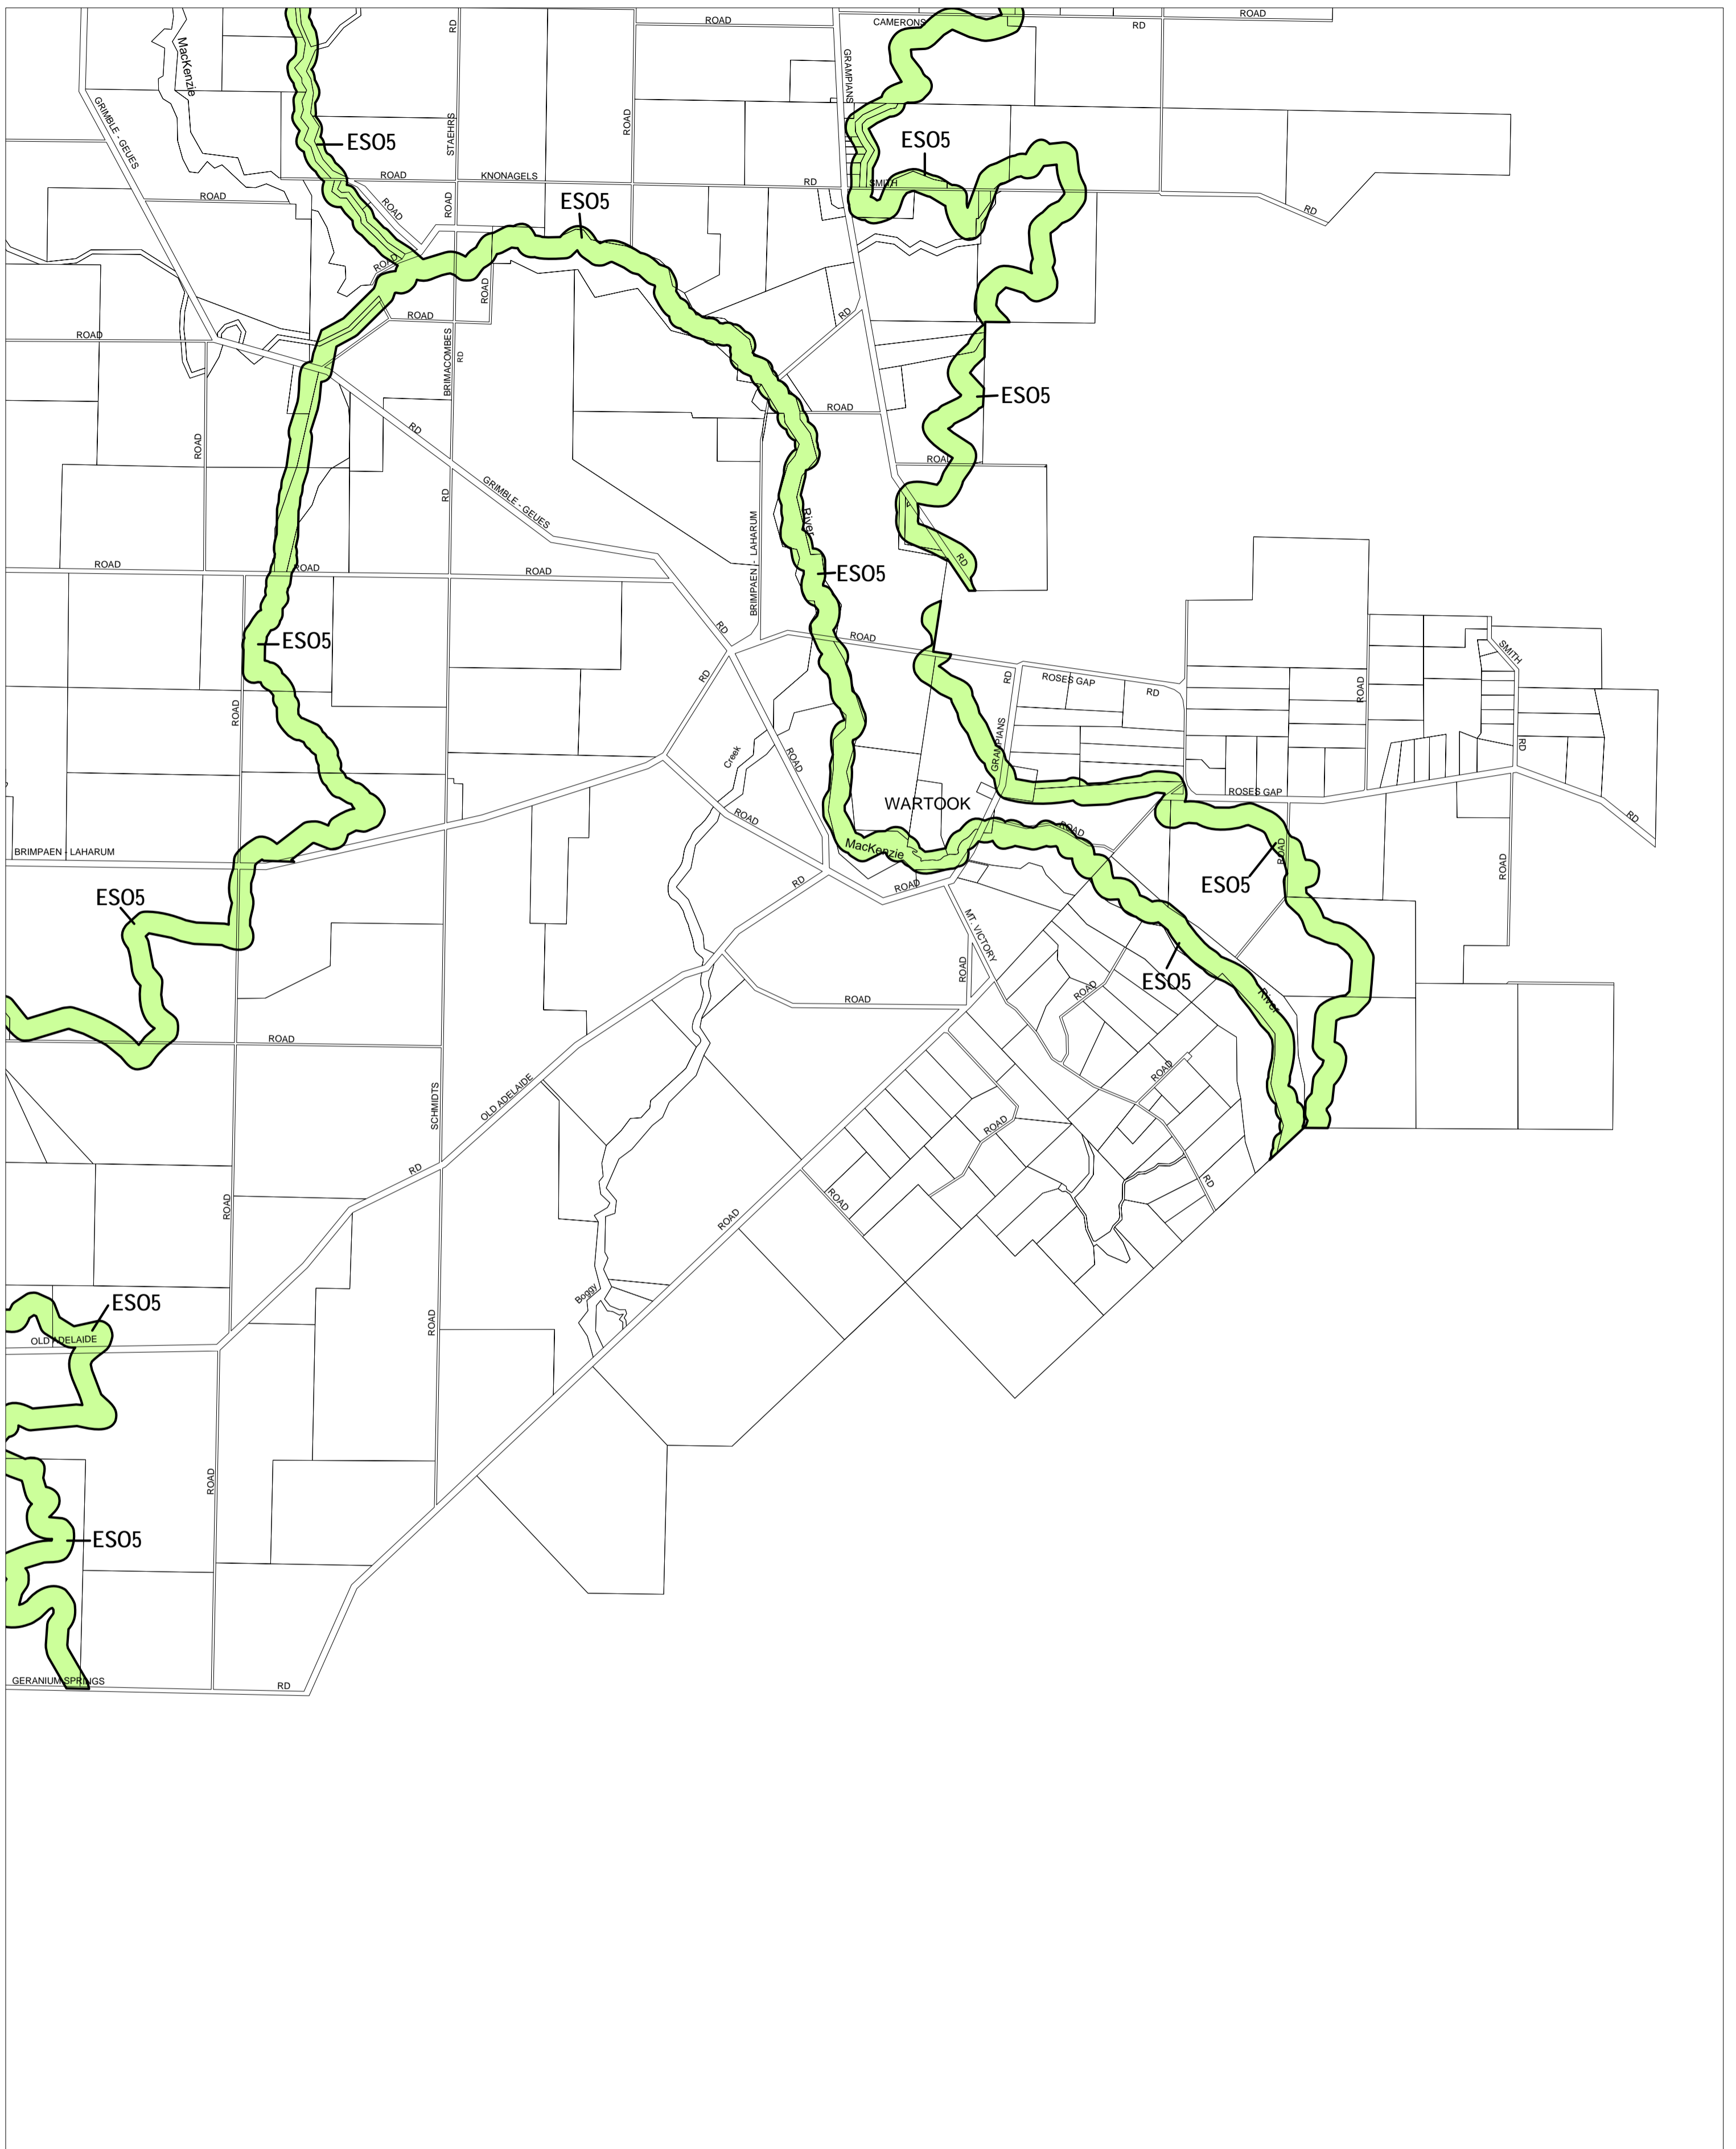 ROAD
CAMERONS
RD
ROAD
RD
MacKenzie
GRAMPIANS
GRIMBLE - GEUES
STAEHRS
ROAD
ESO5
ESO5
ROAD
KNONAGELS
RD
SMITH
ROAD
ROAD
ROAD
ESO5
RD
ROAD
ROAD
ROAD
RD
ROAD
BRIMACOMBES
RD
ESO5
ROAD
RD
ROAD
ROAD
RD
GRIMBLE - GEUES
River
BRIMPAEN - LAHARUM
RD
ROAD
ROAD
ROAD
ESO5
RD
ESO5
ROAD
SMITH
RD
RD
ROSES GAP
RD
ROAD
ROAD
GRAMPIANS
RD
Creek
ROAD
ROSES GAP
WARTOOK
RD
ROAD
ROAD
MacKenzie
BRIMPAEN - LAHARUM
ROAD
ROAD
RD
ROAD
ESO5
ESO5
MT. VICTORY
ROAD
ESO5
ROAD
River
ROAD
ROAD
ROAD
OLD ADELAIDE
SCHMIDTS
ROAD
RD
RD
ROAD
ROAD
ROAD
Boggy
ESO5
ROAD
OLD ADELAIDE
ROAD
ESO5
GERANIUM SPRINGS
RD